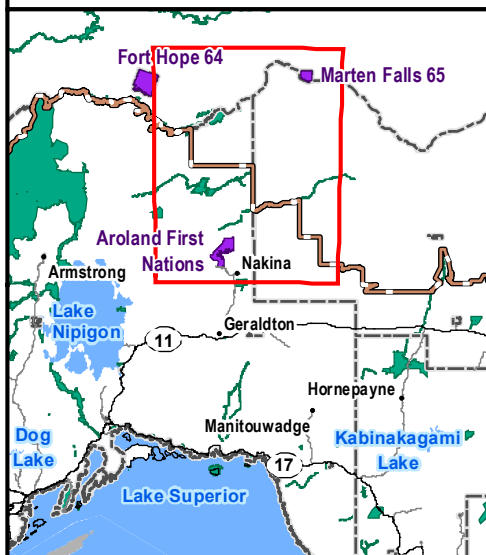 Fort Hope 64
Marten Falls 65
Aroland First
Nations
Nakina
Armstrong
Lake
Nipigon
11
Geraldton
Hornepayne
Manitouwadge
Dog
Lake
Kabinakagami
Lake
17
Lake Superior